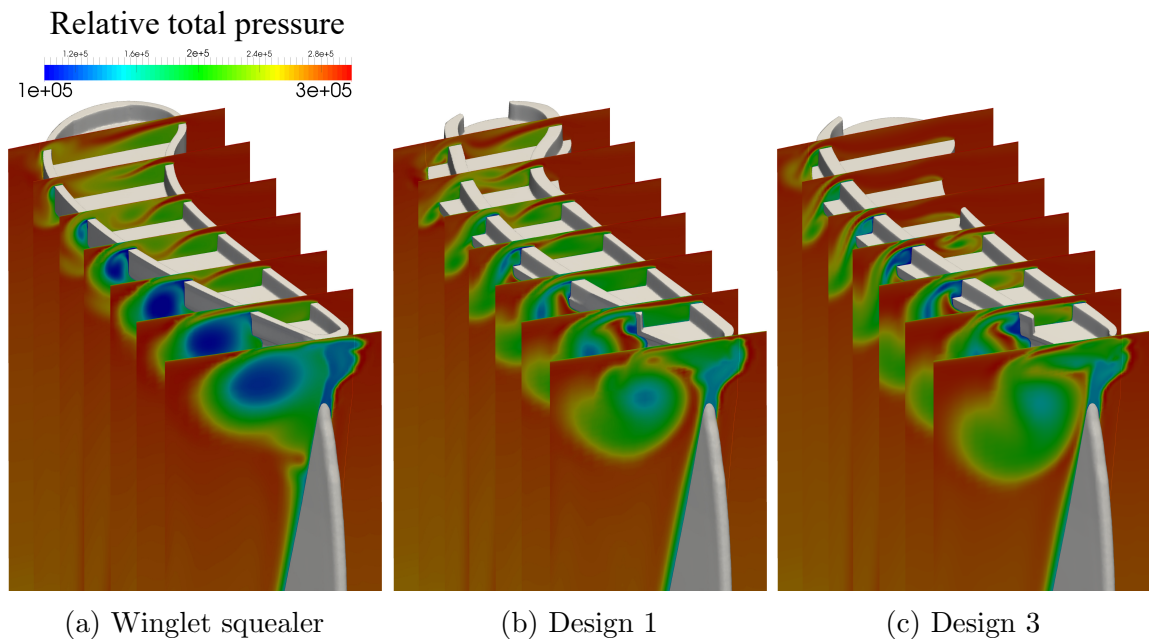 Relative total pressure
1.2e+5 1.6e+5 2e+5 2.4e+5 2.8e+5
1e+05 3e+05
(a) Winglet squealer (b) Design 1 (c) Design 3